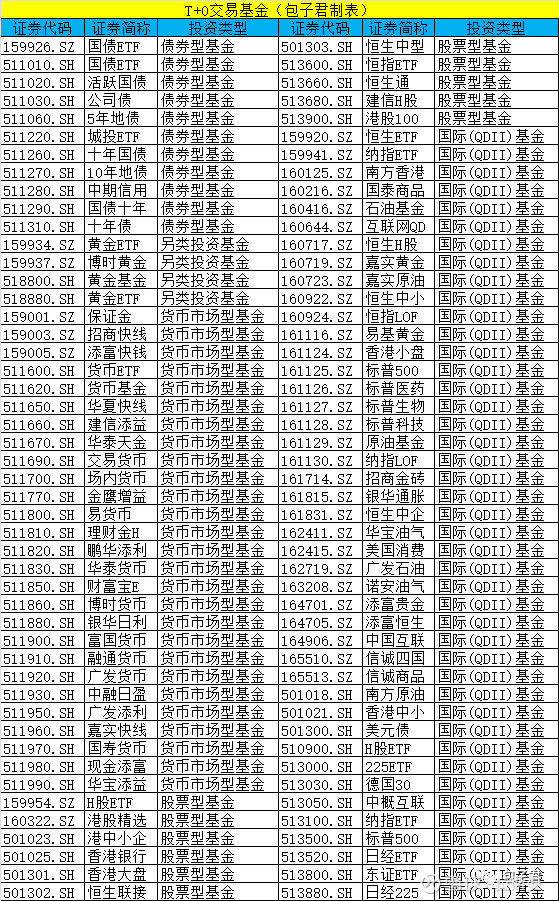 T+0交易基金（包子君制表）
证券代码 证券简称 投资类型 证券代码 证券简称 投资类型
159926.SZ 国债ETF 债券型基金 501303.SH 恒生中型 股票型基金
511010.SH 国债ETF 债券型基金 513600.SH 恒指ETF 股票型基金
511020.SH 活跃国债 债券型基金 513660.SH 恒生通 股票型基金
511030.SH 公司债 债券型基金 513680.SH 建信H股 股票型基金
511060.SH 5年地债 债券型基金 513900.SH 港股100 股票型基金
511220.SH 城投ETF 债券型基金 159920.SZ 恒生ETF 国际(QDII)基金
511260.SH 十年国债 债券型基金 159941.SZ 纳指ETF 国际(QDII)基金
511270.SH 10年地债 债券型基金 160125.SZ 南方香港 国际(QDII)基金
511280.SH 中期信用 债券型基金 160216.SZ 国泰商品 国际(QDII)基金
511290.SH 国债十年 债券型基金 160416.SZ 石油基金 国际(QDII)基金
511310.SH 十年债 债券型基金 160644.SZ 互联网QD 国际(QDII)基金
159934.SZ 黄金ETF 另类投资基金 160717.SZ 恒生H股 国际(QDII)基金
159937.SZ 博时黄金 另类投资基金 160719.SZ 嘉实黄金 国际(QDII)基金
518800.SH 黄金基金 另类投资基金 160723.SZ 嘉实原油 国际(QDII)基金
518880.SH 黄金ETF 另类投资基金 160922.SZ 恒生中小 国际(QDII)基金
159001.SZ 保证金 货币市场型基金 160924.SZ 恒指LOF 国际(QDII)基金
159003.SZ 招商快线 货币市场型基金 161116.SZ 易基黄金 国际(QDII)基金
159005.SZ 添富快钱 货币市场型基金 161124.SZ 香港小盘 国际(QDII)基金
511600.SH 货币ETF 货币市场型基金 161125.SZ 标普500 国际(QDII)基金
511620.SH 货币基金 货币市场型基金 161126.SZ 标普医药 国际(QDII)基金
511650.SH 华夏快线 货币市场型基金 161127.SZ 标普生物 国际(QDII)基金
511660.SH 建信添益 货币市场型基金 161128.SZ 标普科技 国际(QDII)基金
511670.SH 华泰天金 货币市场型基金 161129.SZ 原油基金 国际(QDII)基金
511690.SH 交易货币 货币市场型基金 161130.SZ 纳指LOF 国际(QDII)基金
511700.SH 场内货币 货币市场型基金 161714.SZ 招商金砖 国际(QDII)基金
511770.SH 金鹰增益 货币市场型基金 161815.SZ 银华通胀 国际(QDII)基金
511800.SH 易货币 货币市场型基金 161831.SZ 恒生中企 国际(QDII)基金
511810.SH 理财金H 货币市场型基金 162411.SZ 华宝油气 国际(QDII)基金
511820.SH 鹏华添利 货币市场型基金 162415.SZ 美国消费 国际(QDII)基金
511830.SH 华泰货币 货币市场型基金 162719.SZ 广发石油 国际(QDII)基金
511850.SH 财富宝E 货币市场型基金 163208.SZ 诺安油气 国际(QDII)基金
511860.SH 博时货币 货币市场型基金 164701.SZ 添富贵金 国际(QDII)基金
511880.SH 银华日利 货币市场型基金 164705.SZ 添富恒生 国际(QDII)基金
511900.SH 富国货币 货币市场型基金 164906.SZ 中国互联 国际(QDII)基金
511910.SH 融通货币 货币市场型基金 165510.SZ 信诚四国 国际(QDII)基金
511920.SH 广发货币 货币市场型基金 165513.SZ 信诚商品 国际(QDII)基金
511930.SH 中融日盈 货币市场型基金 501018.SH 南方原油 国际(QDII)基金
511950.SH 广发添利 货币市场型基金 501021.SH 香港中小 国际(QDII)基金
511960.SH 嘉实快线 货币市场型基金 501300.SH 美元债 国际(QDII)基金
511970.SH 国寿货币 货币市场型基金 510900.SH H股ETF 国际(QDII)基金
511980.SH 现金添富 货币市场型基金 513000.SH 225ETF 国际(QDII)基金
511990.SH 华宝添益 货币市场型基金 513030.SH 德国30 国际(QDII)基金
159954.SZ H股ETF 股票型基金 513050.SH 中概互联 国际(QDII)基金
160322.SZ 港股精选 股票型基金 513100.SH 纳指ETF 国际(QDII)基金
501023.SH 港中小企 股票型基金 513500.SH 标普500 国际(QDII)基金
501025.SH 香港银行 股票型基金 513520.SH 日经ETF 国际(QDII)基金
501301.SH 香港大盘 股票型基金 513800.SH 东证ETF 国际(QDII)基金
501302.SH 恒生联接 股票型基金 513880.SH 日经225 国际(QDII)基金